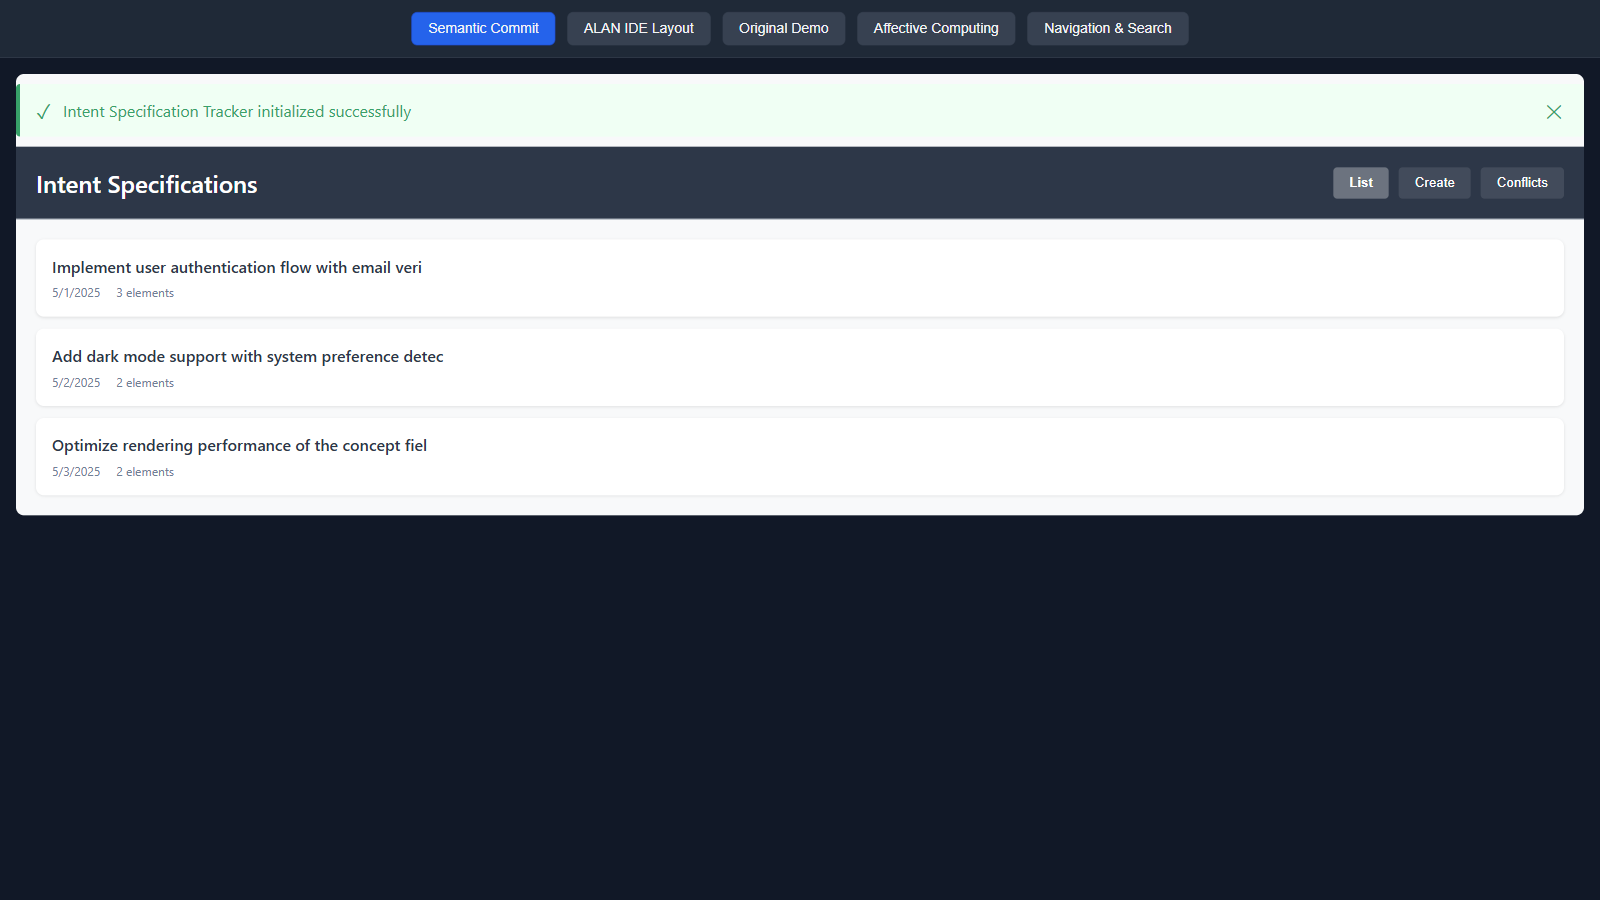 Semantic Commit ALAN IDE Layout Original Demo Affective Computing Navigation & Search
Intent Specification Tracker initialized successfully
Intent Specifications List Create Conflicts
Implement user authentication flow with email veri
5/1/2025 3 elements
Add dark mode support with system preference detec
5/2/2025 2 elements
Optimize rendering performance of the concept fiel
5/3/2025 2 elements